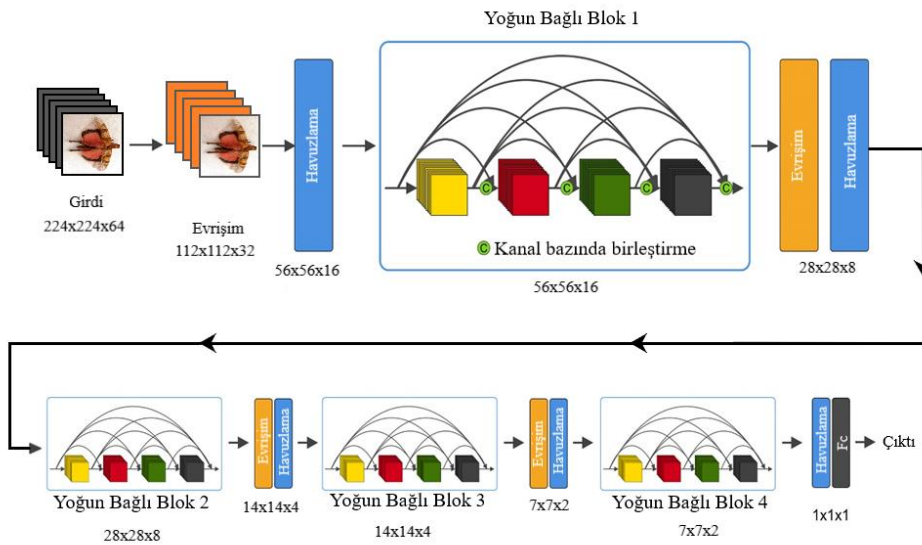 Yoğun Bağlı Blok 1
Girdi
224x224x64
Evrişim
112x112x32
Havuzlama
56x56x16
C
C
C
C
C Kanal bazında birleştirme
56x56x16
Evrişim
Havuzlama
28x28x8
Yoğun Bağlı Blok 2
28x28x8
Evrişim
Havuzlama
14x14x4
Yoğun Bağlı Blok 3
14x14x4
Evrişim
Havuzlama
7x7x2
Yoğun Bağlı Blok 4
7x7x2
Havuzlama
Fc
1x1x1
Çıktı